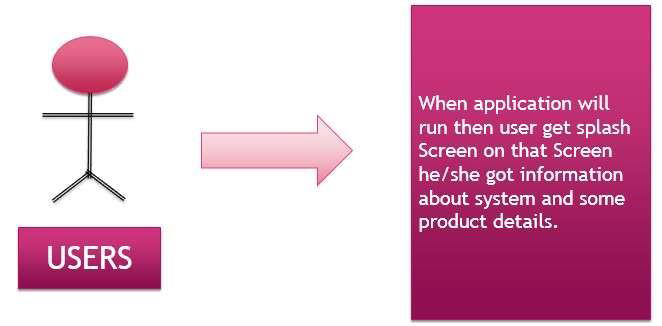 USERS
When application will
run then user get splash
Screen on that Screen
he/she got information
about system and some
product details.